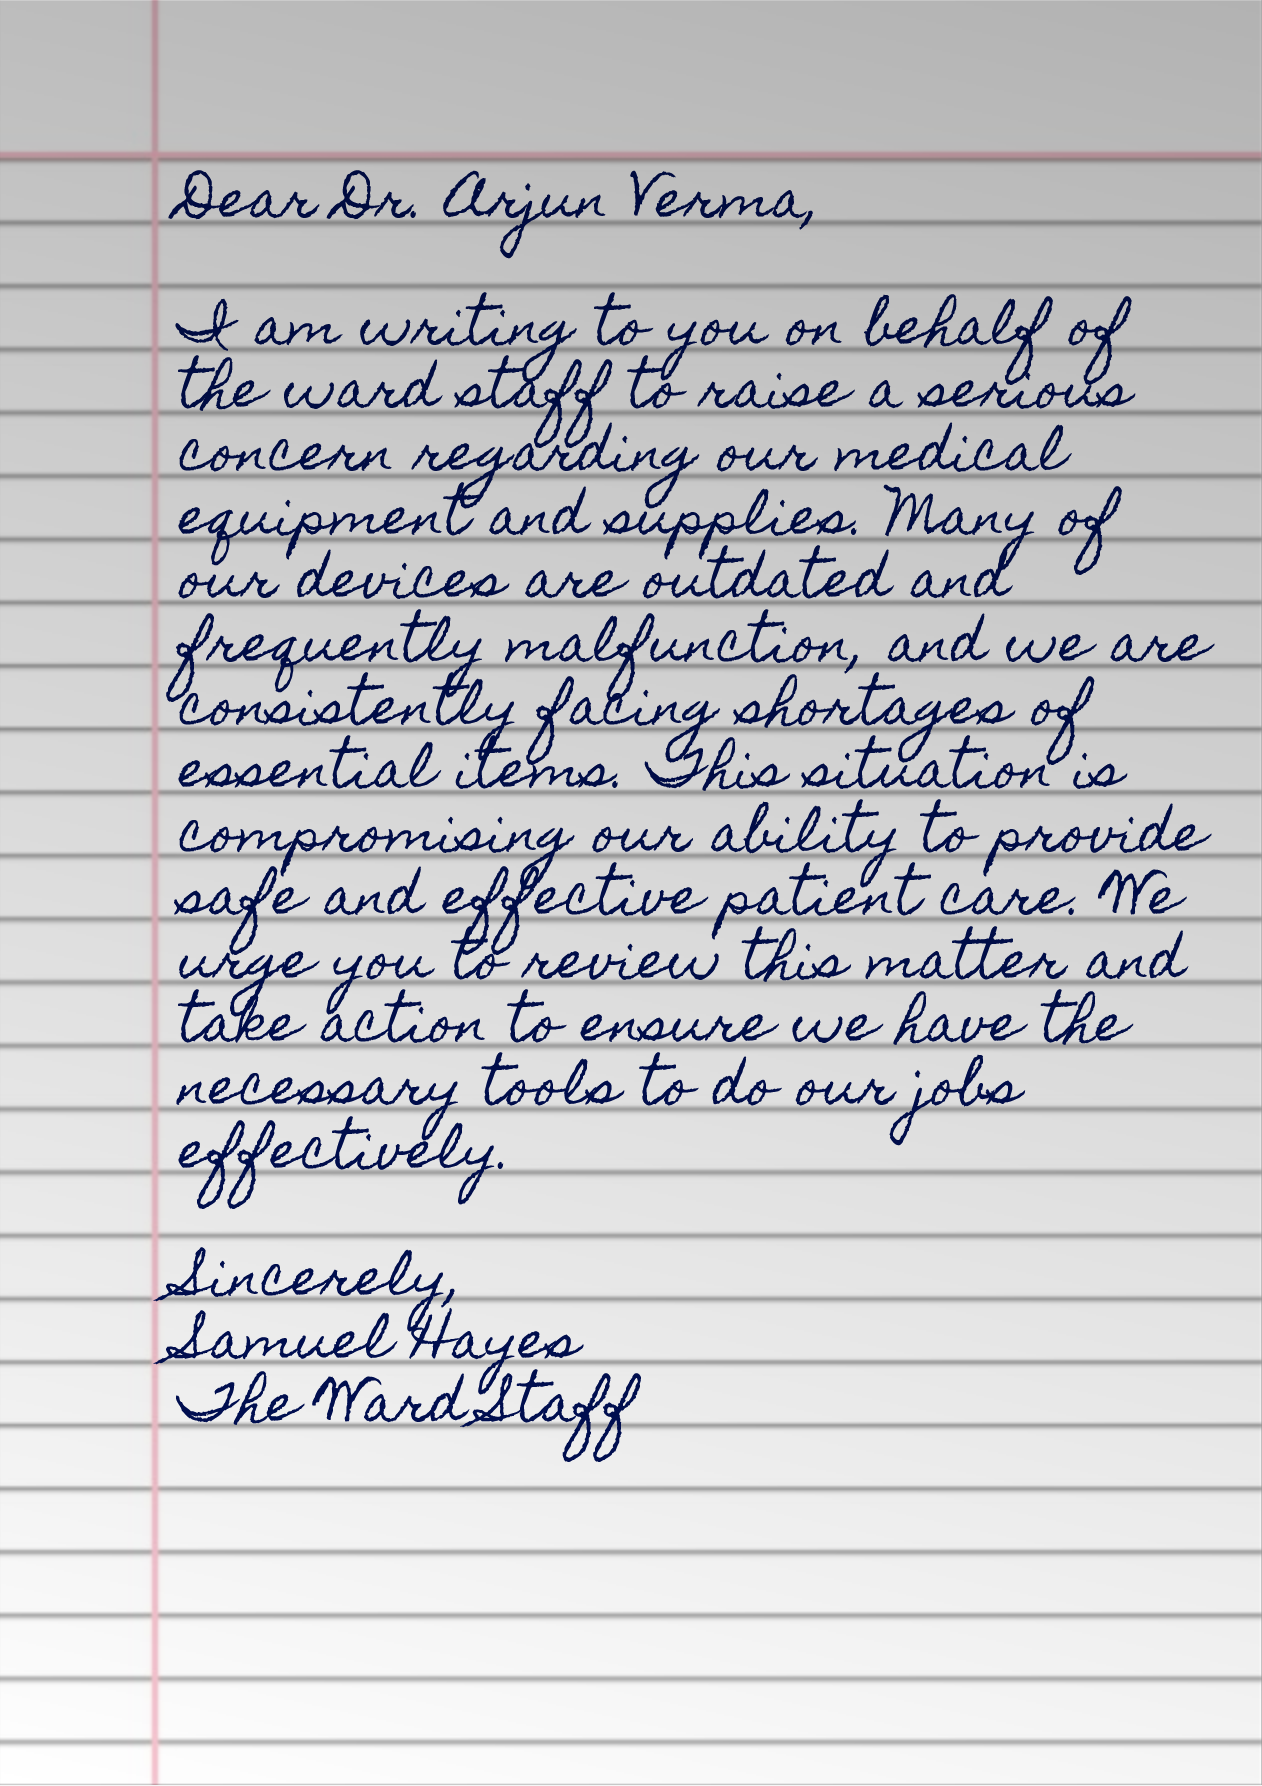 Dear Dr. Arjun Verma,
I am writing to you on behalf of
the ward staff to raise a serious
concern regarding our medical
equipment and supplies. Many of
our devices are outdated and
frequently malfunction, and we are
consistently facing shortages of
essential items. This situation is
compromising our ability to provide
safe and effective patient care. We
urge you to review this matter and
take action to ensure we have the
necessary tools to do our jobs
effectively.
Sincerely,
Samuel Hayes
The Ward Staff